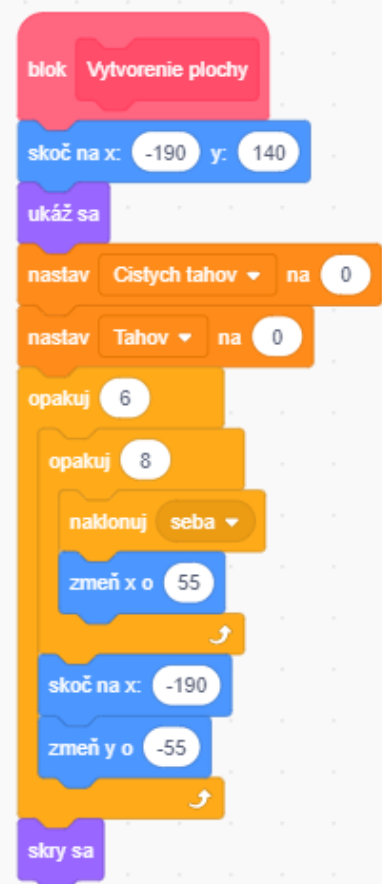 blok Vytvorenie plochy
skoč na x: -190 y: 140
ukáž sa
nastav Cistych tahov na 0
nastav Tahov na 0
opakuj 6
opakuj 8
naklonuj seba
zmeň x o 55
skoč na x: -190
zmeň y o -55
skry sa